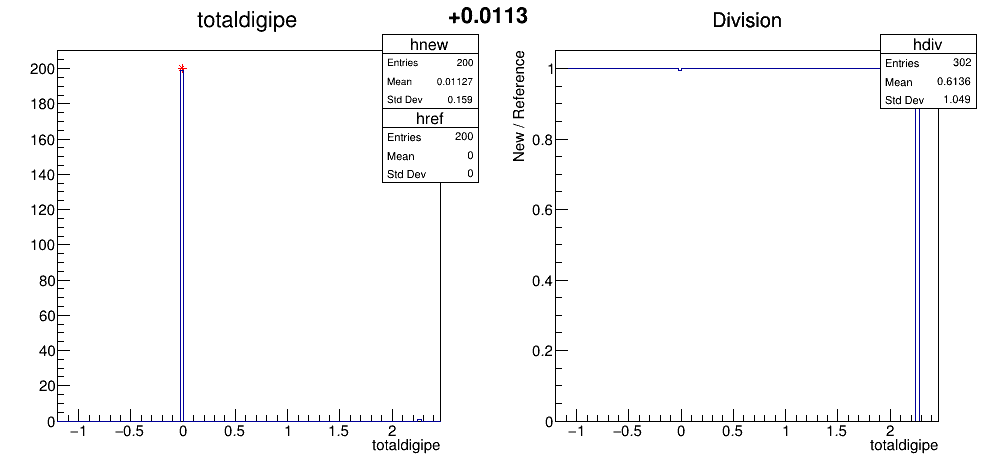 +0.0113
totaldigipe
hnew
Entries 200
Mean 0.01127
Std Dev 0.159
href
Entries 200
Mean 0
Std Dev 0
200
180
160
140
120
100
80
60
40
20
0
−1 −0.5 0 0.5 1 1.5 2
totaldigipe
Division
hdiv
Entries 302
Mean 0.6136
Std Dev 1.049
New / Reference
1
0.8
0.6
0.4
0.2
0
−1 −0.5 0 0.5 1 1.5 2
totaldigipe